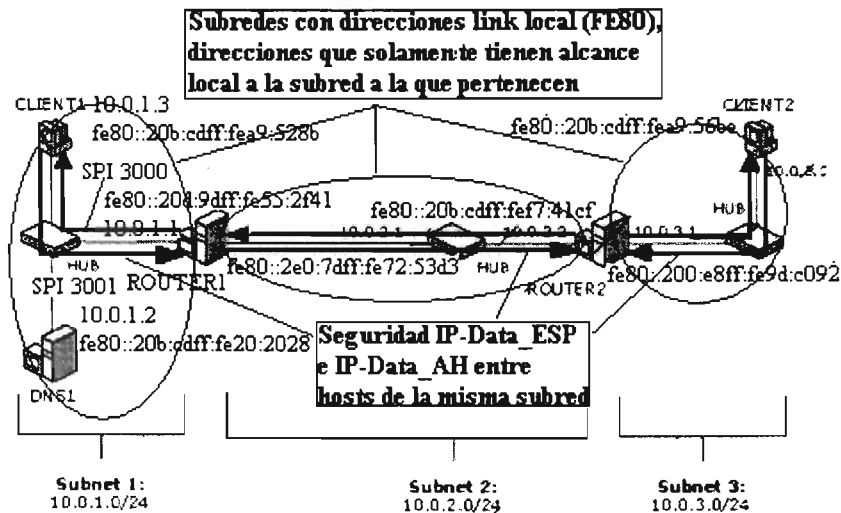 Subredes con direcciones link local (FE80),
direcciones que solamente tienen alcance
local a la subred a la que pertenecen
CLIENT1 10.0.1.3
fe80::20b:cdff:fea9:528b
CLIENT2
fe80::20b:cdff:fea9:56be
SPI 3000
fe80::20d:9dff:fe55:2f41
10.0.1.1
fe80::20b:cdff:fef7:41cf
10.0.2.1
10.0.2.2
10.0.3.1
HUB
HUB
HUB
fe80::2e0:7dff:fe72:53d3
fe80::200:e8ff:fe9d:c092
SPI 3001
ROUTER1
ROUTER2
10.0.1.2
fe80::20b:cdff:fe20:2028
DNS1
Seguridad IP-Data_ESP
e IP-Data_AH entre
hosts de la misma subred
Subnet 1:
10.0.1.0/24
Subnet 2:
10.0.2.0/24
Subnet 3:
10.0.3.0/24